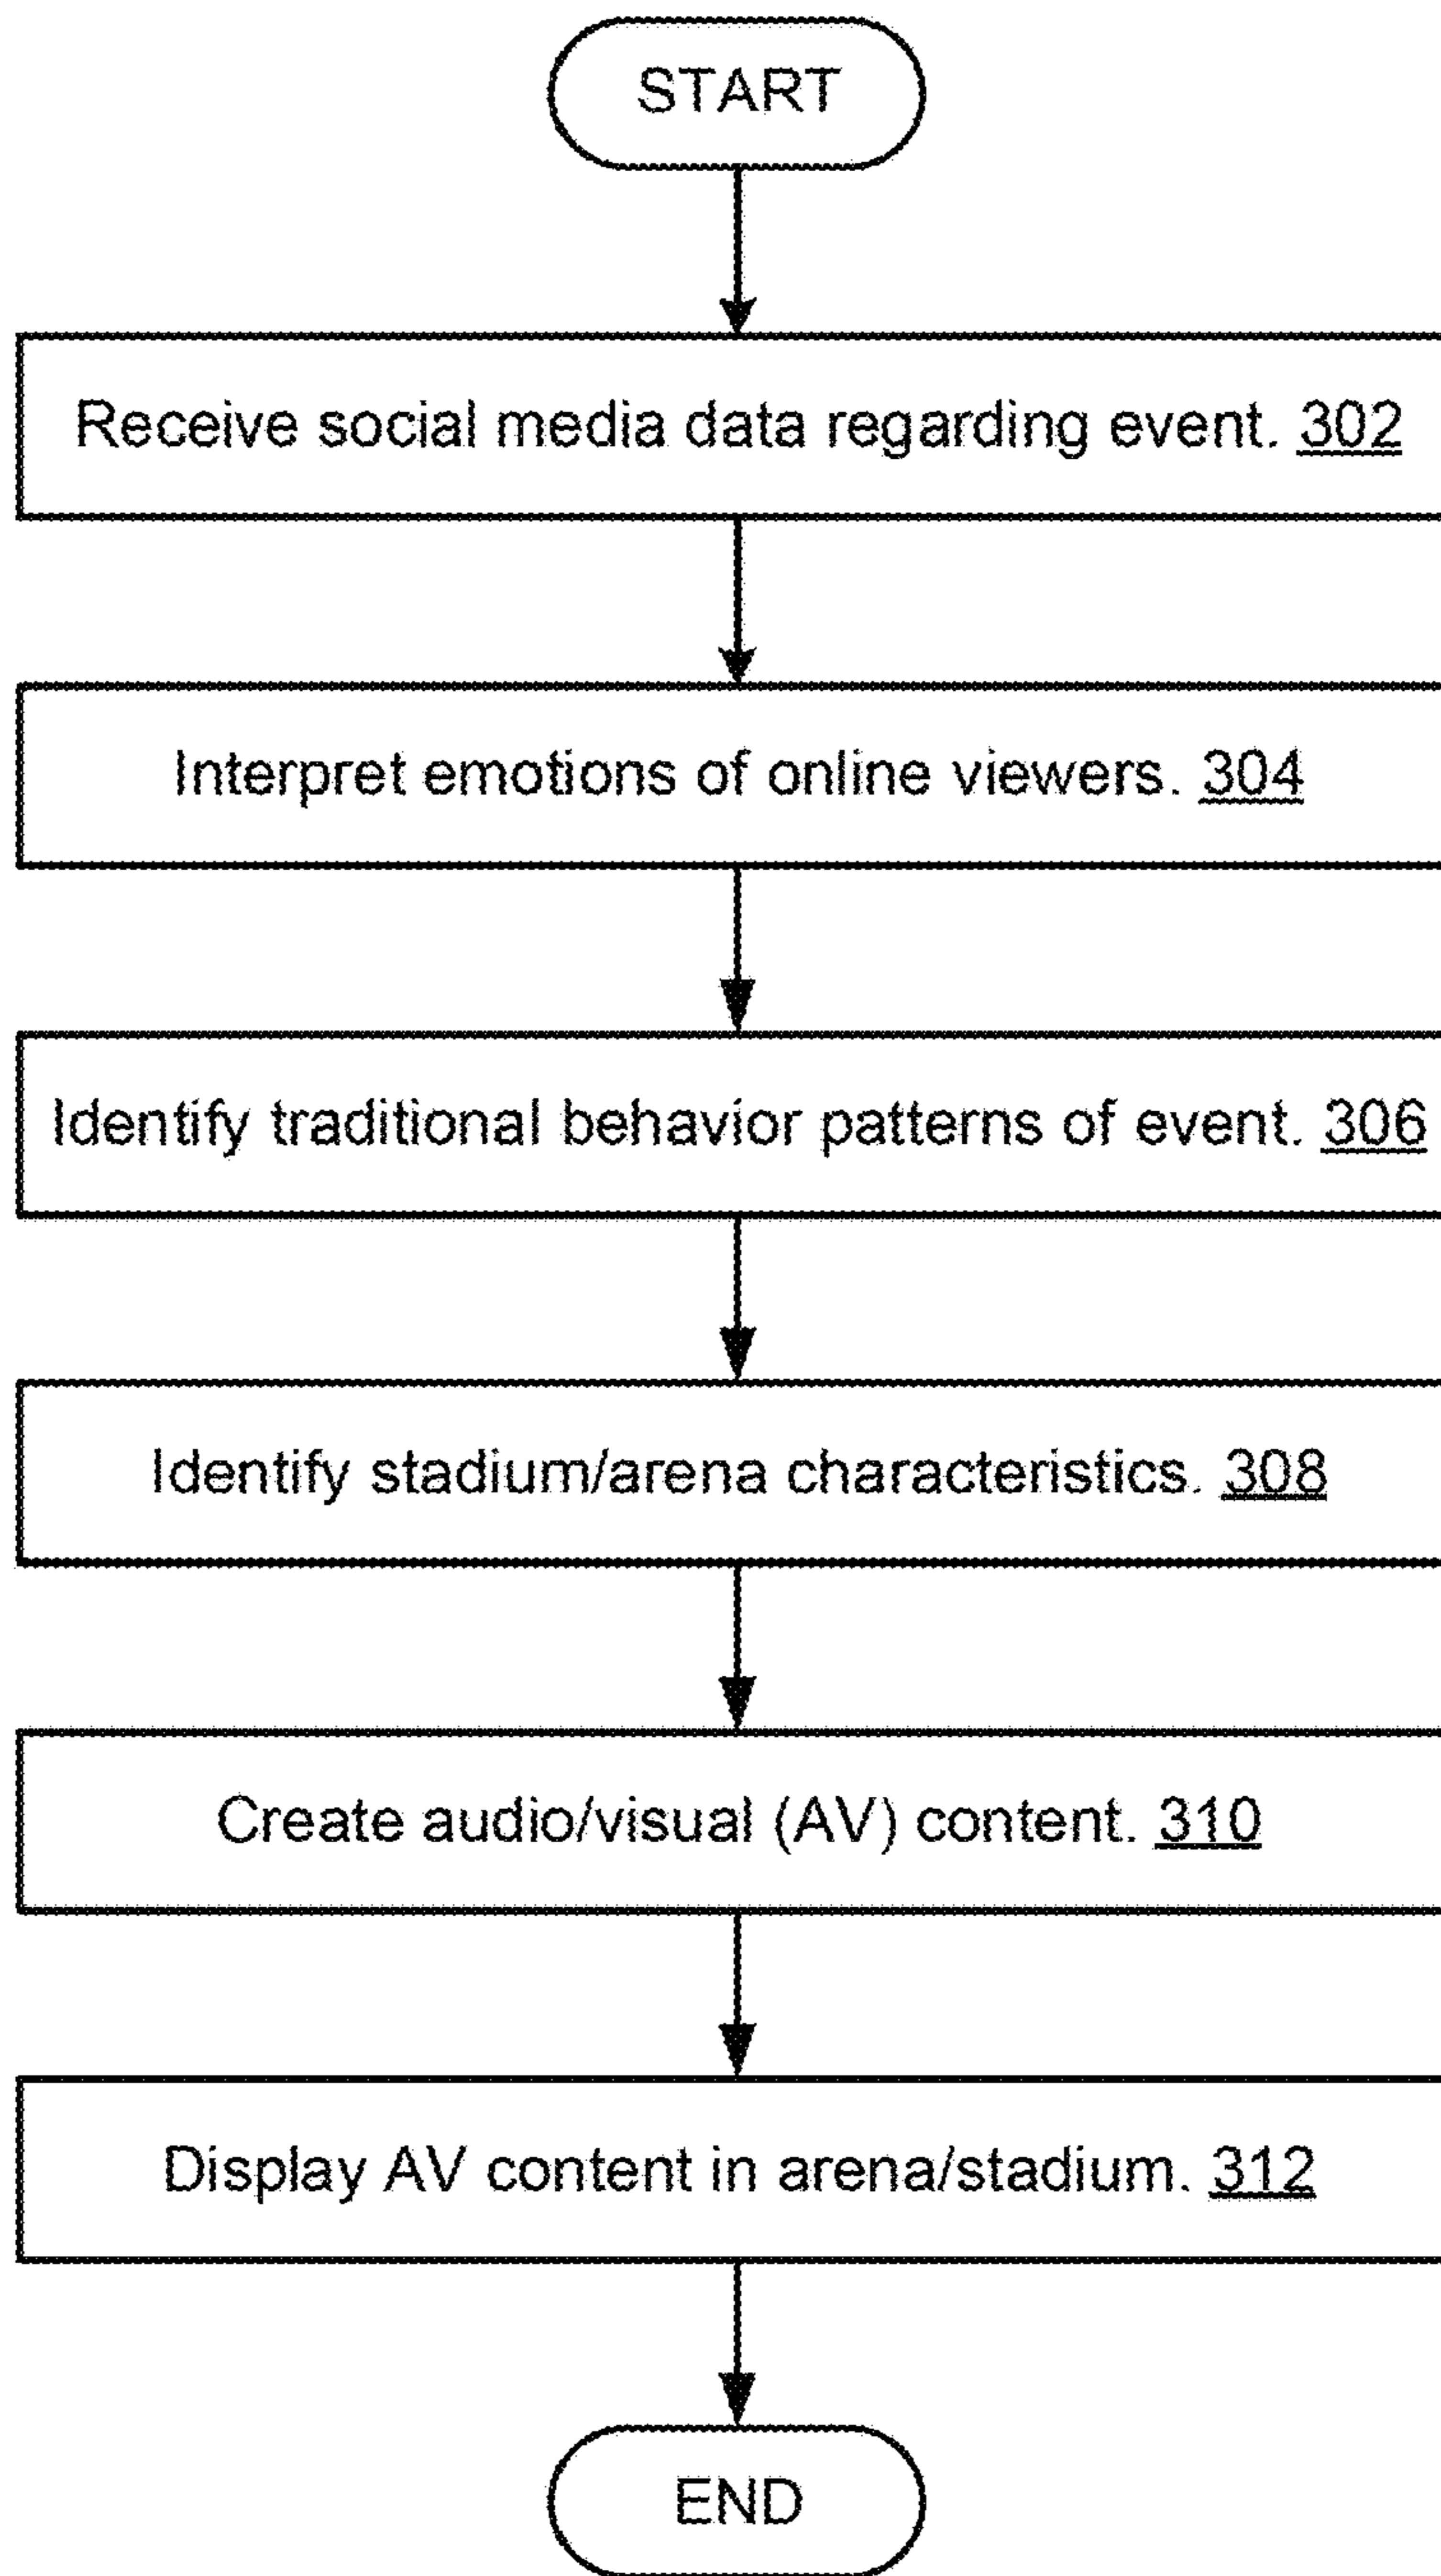 START
Receive social media data regarding event. 302
Interpret emotions of online viewers. 304
Identify traditional behavior patterns of event. 306
Identify stadium/arena characteristics. 308
Create audio/visual (AV) content. 310
Display AV content in arena/stadium. 312
END